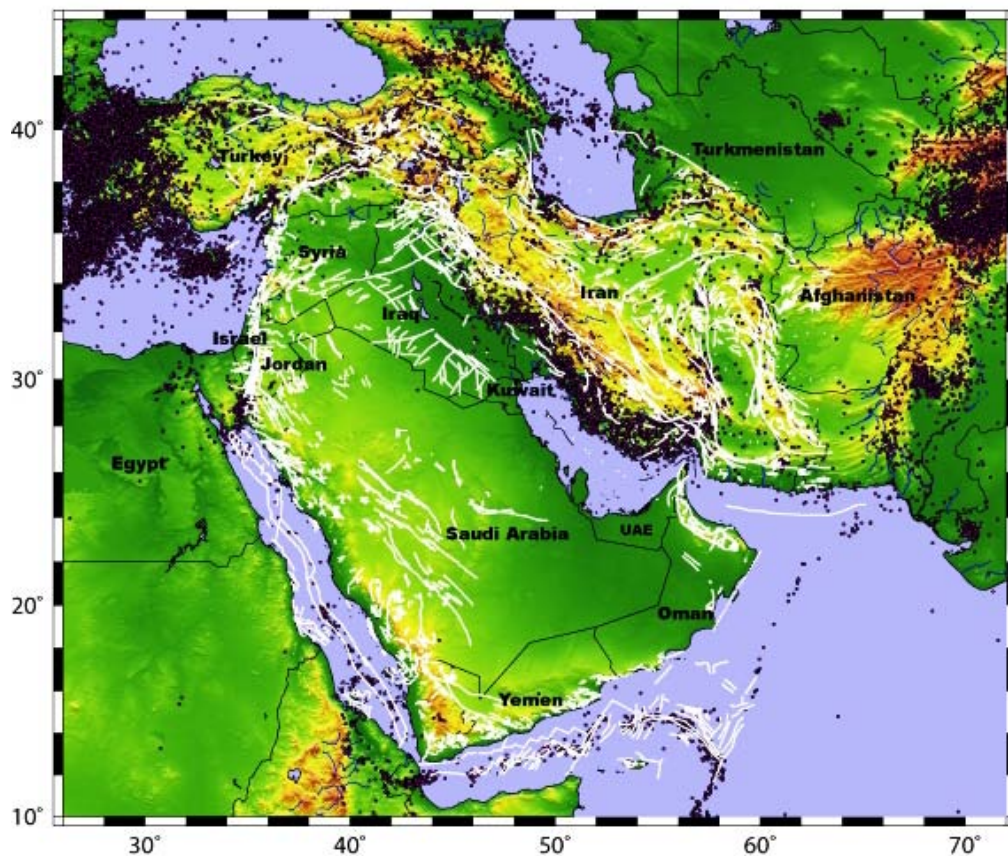 40°
Turkey
Turkmenistan
Syria
Iran
Afghanistan
Iraq
Israel
Jordan
30°
Kuwait
Egypt
Saudi Arabia
UAE
20°
Oman
Yemen
10°
30°
40°
50°
60°
70°